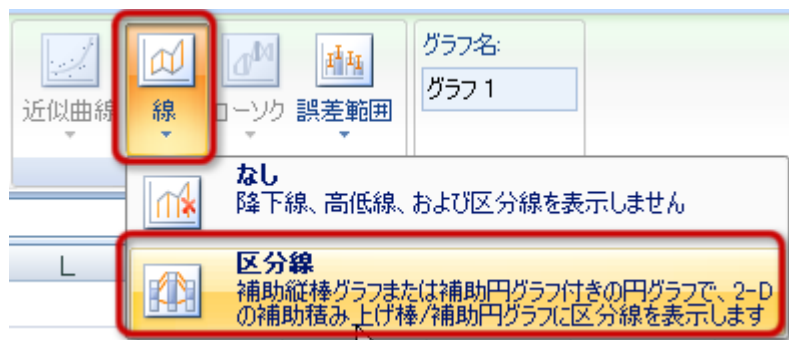 グラフ名:
グラフ 1
近似曲線
線
ローソク
誤差範囲
なし
降下線、高低線、および区分線を表示しません
L
区分線
補助縦棒グラフまたは補助円グラフ付きの円グラフで、2-D
の補助積み上げ棒/補助円グラフに区分線を表示します